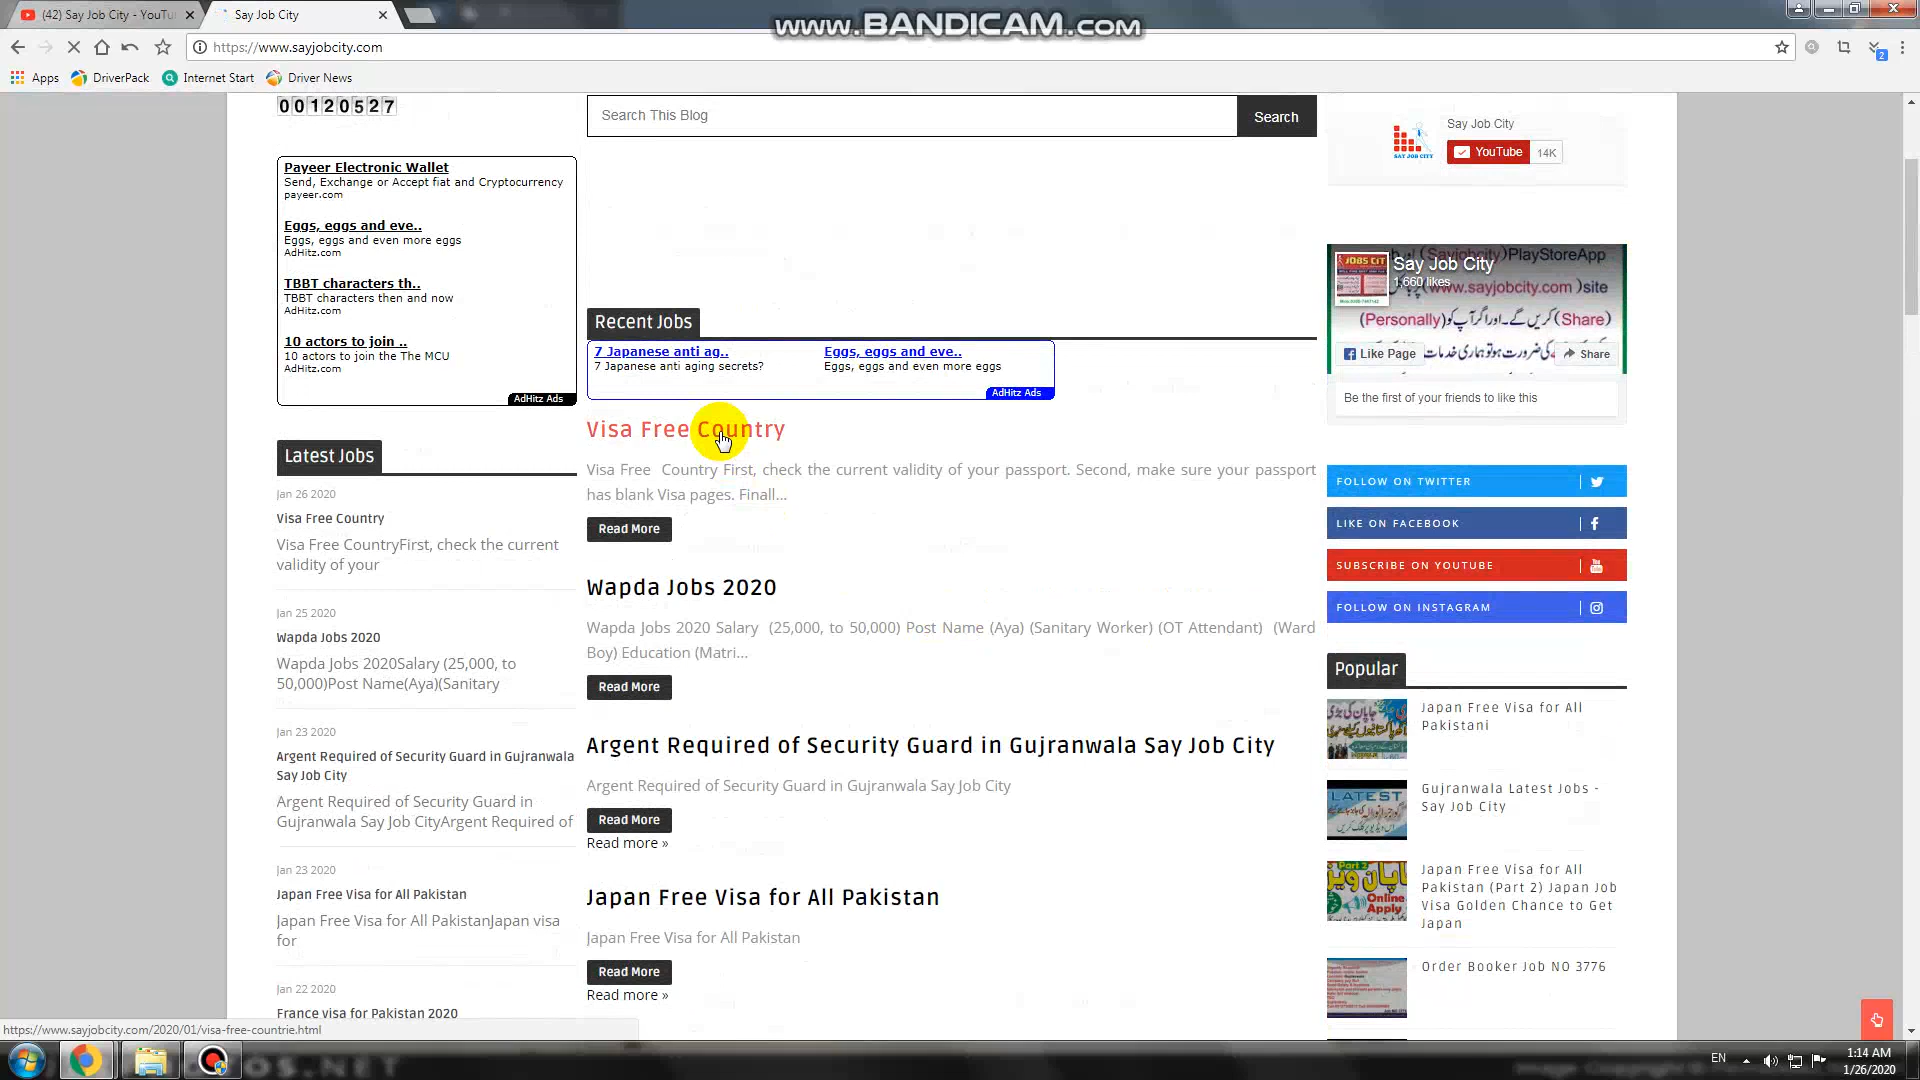 (42) Say Job City - YouTu
Say Job City
www.BANDICAM.com
https://www.sayjobcity.com
Apps
DriverPack
Internet Start
Driver News
2
00120527
Search This Blog
Search
Payeer Electronic Wallet
Send, Exchange or Accept fiat and Cryptocurrency
payeer.com
Eggs, eggs and eve..
Eggs, eggs and even more eggs
AdHitz.com
TBBT characters th..
TBBT characters then and now
AdHitz.com
10 actors to join ..
10 actors to join the The MCU
AdHitz.com
AdHitz Ads
Latest Jobs
Jan 26 2020
Visa Free Country
Visa Free CountryFirst, check the current
validity of your
Jan 25 2020
Wapda Jobs 2020
Wapda Jobs 2020Salary (25,000, to
50,000)Post Name(Aya)(Sanitary
Jan 23 2020
Argent Required of Security Guard in Gujranwala
Say Job City
Argent Required of Security Guard in
Gujranwala Say Job CityArgent Required of
Jan 23 2020
Japan Free Visa for All Pakistan
Japan Free Visa for All PakistanJapan visa
for
Jan 22 2020
France visa for Pakistan 2020
Recent Jobs
7 Japanese anti ag..
7 Japanese anti aging secrets?
Eggs, eggs and eve..
Eggs, eggs and even more eggs
AdHitz Ads
Visa Free Country
Visa Free Country First, check the current validity of your passport. Second, make sure your passport
has blank Visa pages. Finall...
Read More
Wapda Jobs 2020
Wapda Jobs 2020 Salary (25,000, to 50,000) Post Name (Aya) (Sanitary Worker) (OT Attendant) (Ward
Boy) Education (Matri...
Read More
Argent Required of Security Guard in Gujranwala Say Job City
Argent Required of Security Guard in Gujranwala Say Job City
Read More
Read more »
Japan Free Visa for All Pakistan
Japan Free Visa for All Pakistan
Read More
Read more »
Say Job City
SAY JOB CITY
YouTube
14K
(Sayjobcity)PlayStoreApp
JOBS CIT
Say Job City
1,660 likes
(www.sayjobcity.com )site
(Personally) کریں گے۔اوراگرآپکو (Share)
Like Page
Share
Be the first of your friends to like this
FOLLOW ON TWITTER
LIKE ON FACEBOOK
SUBSCRIBE ON YOUTUBE
FOLLOW ON INSTAGRAM
Popular
Japan Free Visa for All
Pakistani
LATEST
Gujranwala Latest Jobs -
Say Job City
Part 2
Online
Apply
Japan Free Visa for All
Pakistan (Part 2) Japan Job
Visa Golden Chance to Get
Japan
Order Booker Job NO 3776
https://www.sayjobcity.com/2020/01/visa-free-countrie.html
EN
1:14 AM
1/26/2020